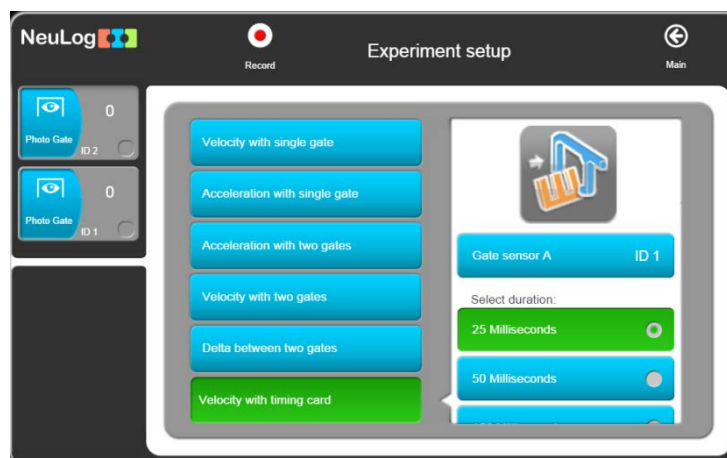 NeuLog
Record
Experiment setup
Main
0
Photo Gate
ID 2
0
Photo Gate
ID 1
Velocity with single gate
Acceleration with single gate
Acceleration with two gates
Velocity with two gates
Delta between two gates
Velocity with timing card
Gate sensor A ID 1
Select duration:
25 Milliseconds
50 Milliseconds